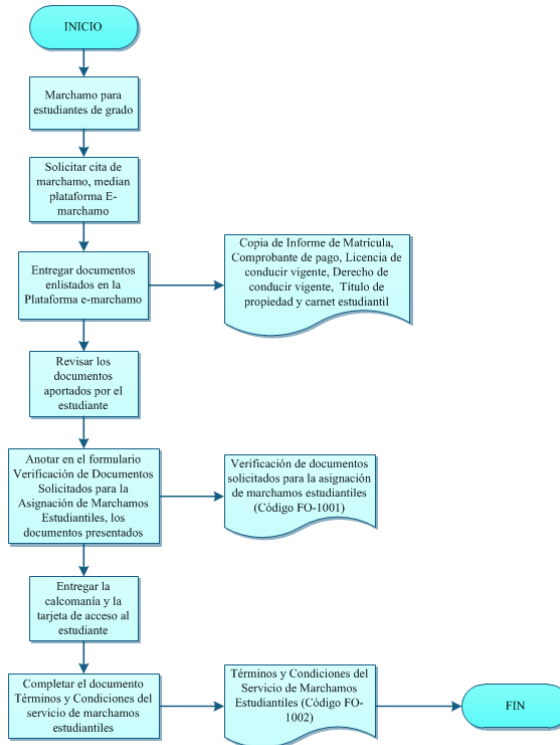 INICIO
Marchamo para
estudiantes de grado
Solicitar cita de
marchamo, median
plataforma E-
marchamo
Entregar documentos
enlistados en la
Plataforma e-marchamo
Copia de Informe de Matrícula,
Comprobante de pago, Licencia de
conducir vigente, Derecho de
conducir vigente, Título de
propiedad y carnet estudiantil
Revisar los
documentos
aportados por el
estudiante
Anotar en el formulario
Verificación de Documentos
Solicitados para la
Asignación de Marchamos
Estudiantiles, los
documentos presentados
Verificación de documentos
solicitados para la asignación
de marchamos estudiantiles
(Código FO-1001)
Entregar la
calcomanía y la
tarjeta de acceso al
estudiante
Completar el documento
Términos y Condiciones del
servicio de marchamos
estudiantiles
Términos y Condiciones del
Servicio de Marchamos
Estudiantiles (Código FO-
1002)
FIN